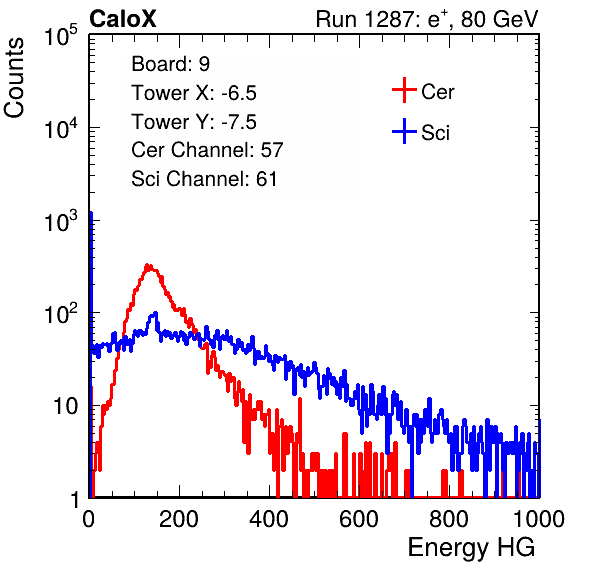 CaloX Run 1287: e⁺, 80 GeV
Counts
10⁵
10⁴
10³
10²
10
1
Board: 9
Tower X: -6.5
Tower Y: -7.5
Cer Channel: 57
Sci Channel: 61
Cer
Sci
0 200 400 600 800 1000
Energy HG